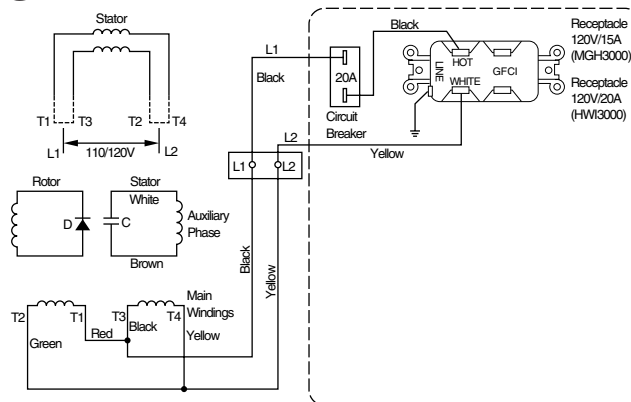 Stator
T1 T3 T2 T4
L1 110/120V L2
Rotor
D
Stator
White
C
Auxiliary
Phase
Brown
Main
Windings
T2 T1 T3 T4
Red
Black
Yellow
Green
L1
Black
L2
Yellow
L1 L2
Black
Yellow
20A
Circuit
Breaker
Black
HOT
LINE
GFCI
WHITE
Receptacle
120V/15A
(MGH3000)
Receptacle
120V/20A
(HWI3000)